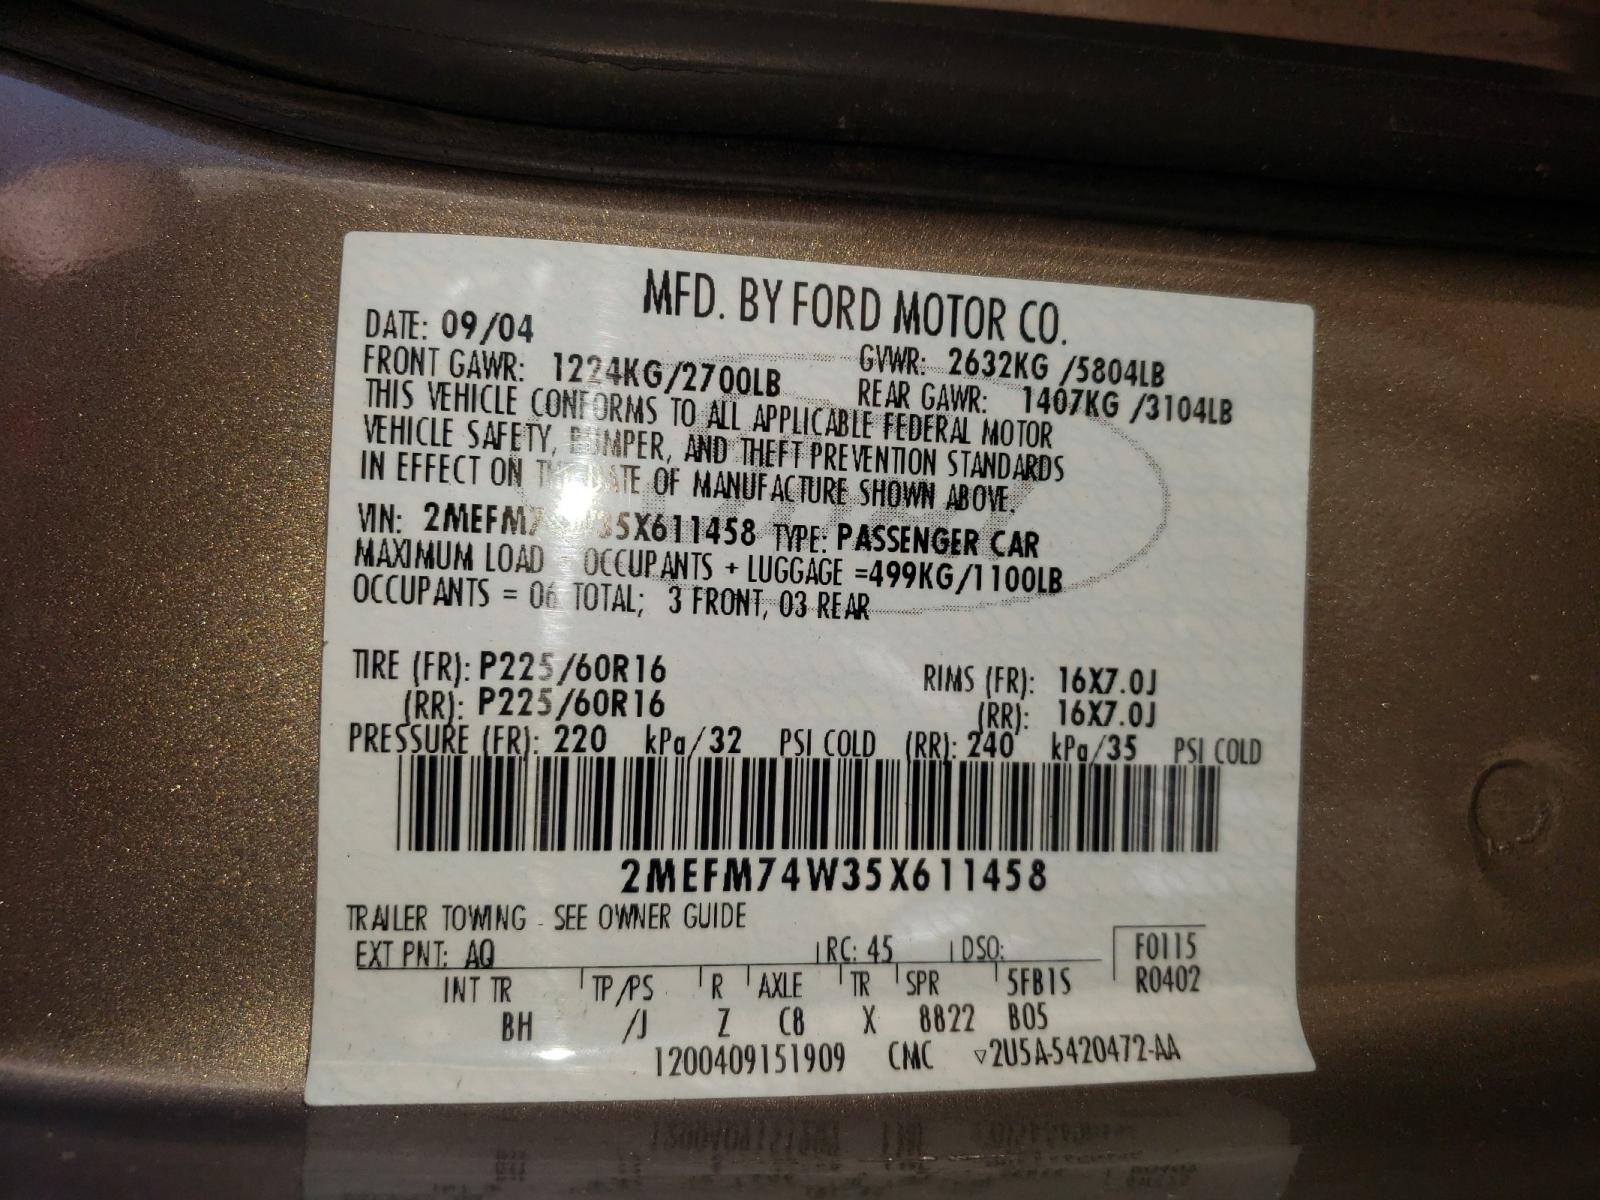 MFD. BY FORD MOTOR CO.
DATE: 09/04
GVWR: 2632KG /5804LB
FRONT GAWR: 1224KG/2700LB
REAR GAWR: 1407KG /3104LB
THIS VEHICLE CONFORMS TO ALL APPLICABLE FEDERAL MOTOR
VEHICLE SAFETY, BUMPER, AND THEFT PREVENTION STANDARDS
IN EFFECT ON THE DATE OF MANUFACTURE SHOWN ABOVE.
VIN: 2MEFM74W35X611458 TYPE: PASSENGER CAR
MAXIMUM LOAD = OCCUPANTS + LUGGAGE =499KG/1100LB
OCCUPANTS = 06 TOTAL; 3 FRONT, 03 REAR
TIRE (FR): P225/60R16 RIMS (FR): 16X7.0J
(RR): P225/60R16 (RR): 16X7.0J
PRESSURE (FR): 220 kPa/32 PSI COLD (RR): 240 kPa/35 PSI COLD
2MEFM74W35X611458
TRAILER TOWING - SEE OWNER GUIDE
EXT PNT: AQ RC: 45 DSO: F0115
INT TR TP/PS R AXLE TR SPR 5FB1S R0402
BH /J Z C8 X 8822 B05
1200409151909 CMC ▽2U5A-5420472-AA